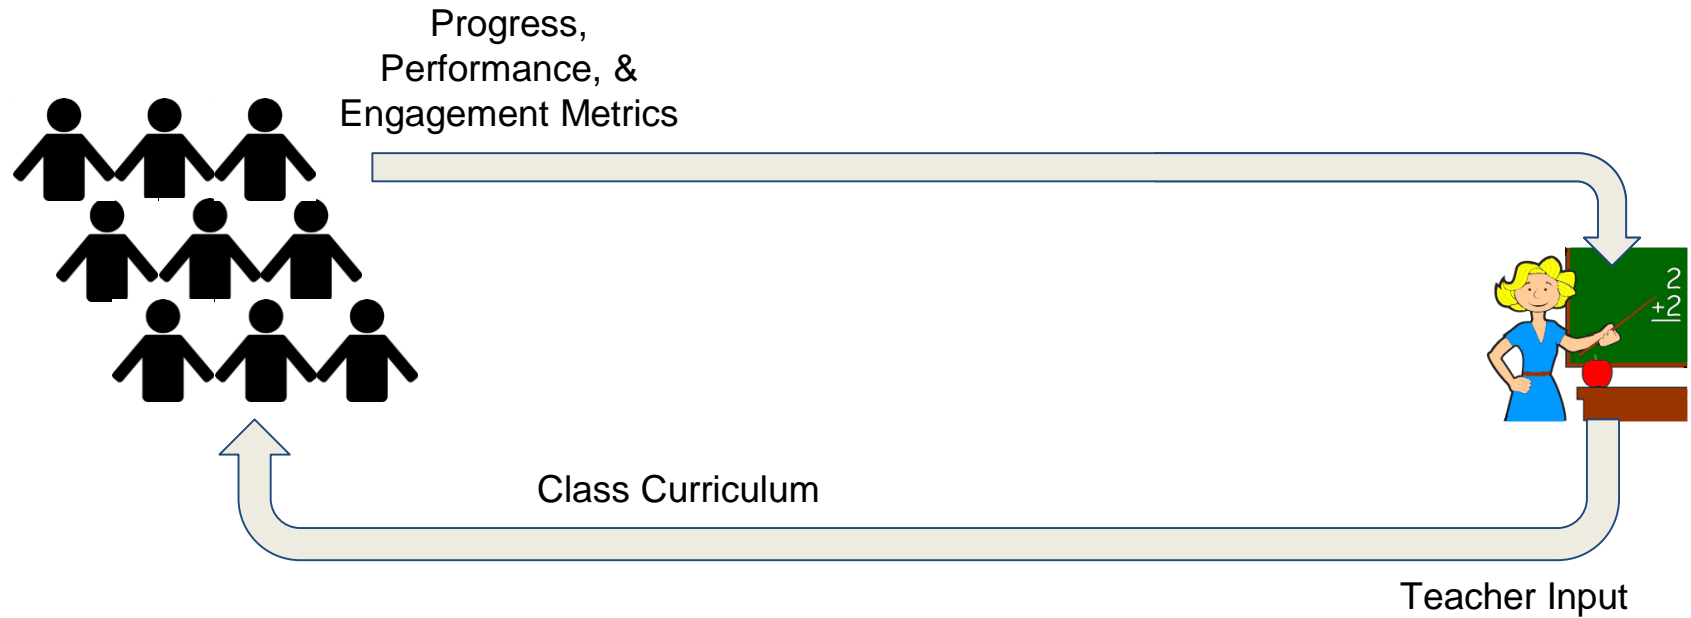 Progress,
Performance, &
Engagement Metrics
2
+2
Class Curriculum
Teacher Input